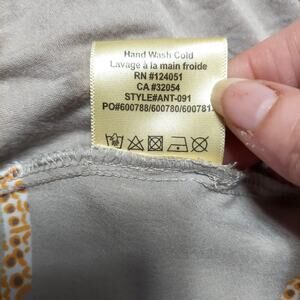 Hand Wash Cold
Lavage à la main froide
RN #124051
CA #32054
STYLE#ANT-091
PO#600788/600780/600781